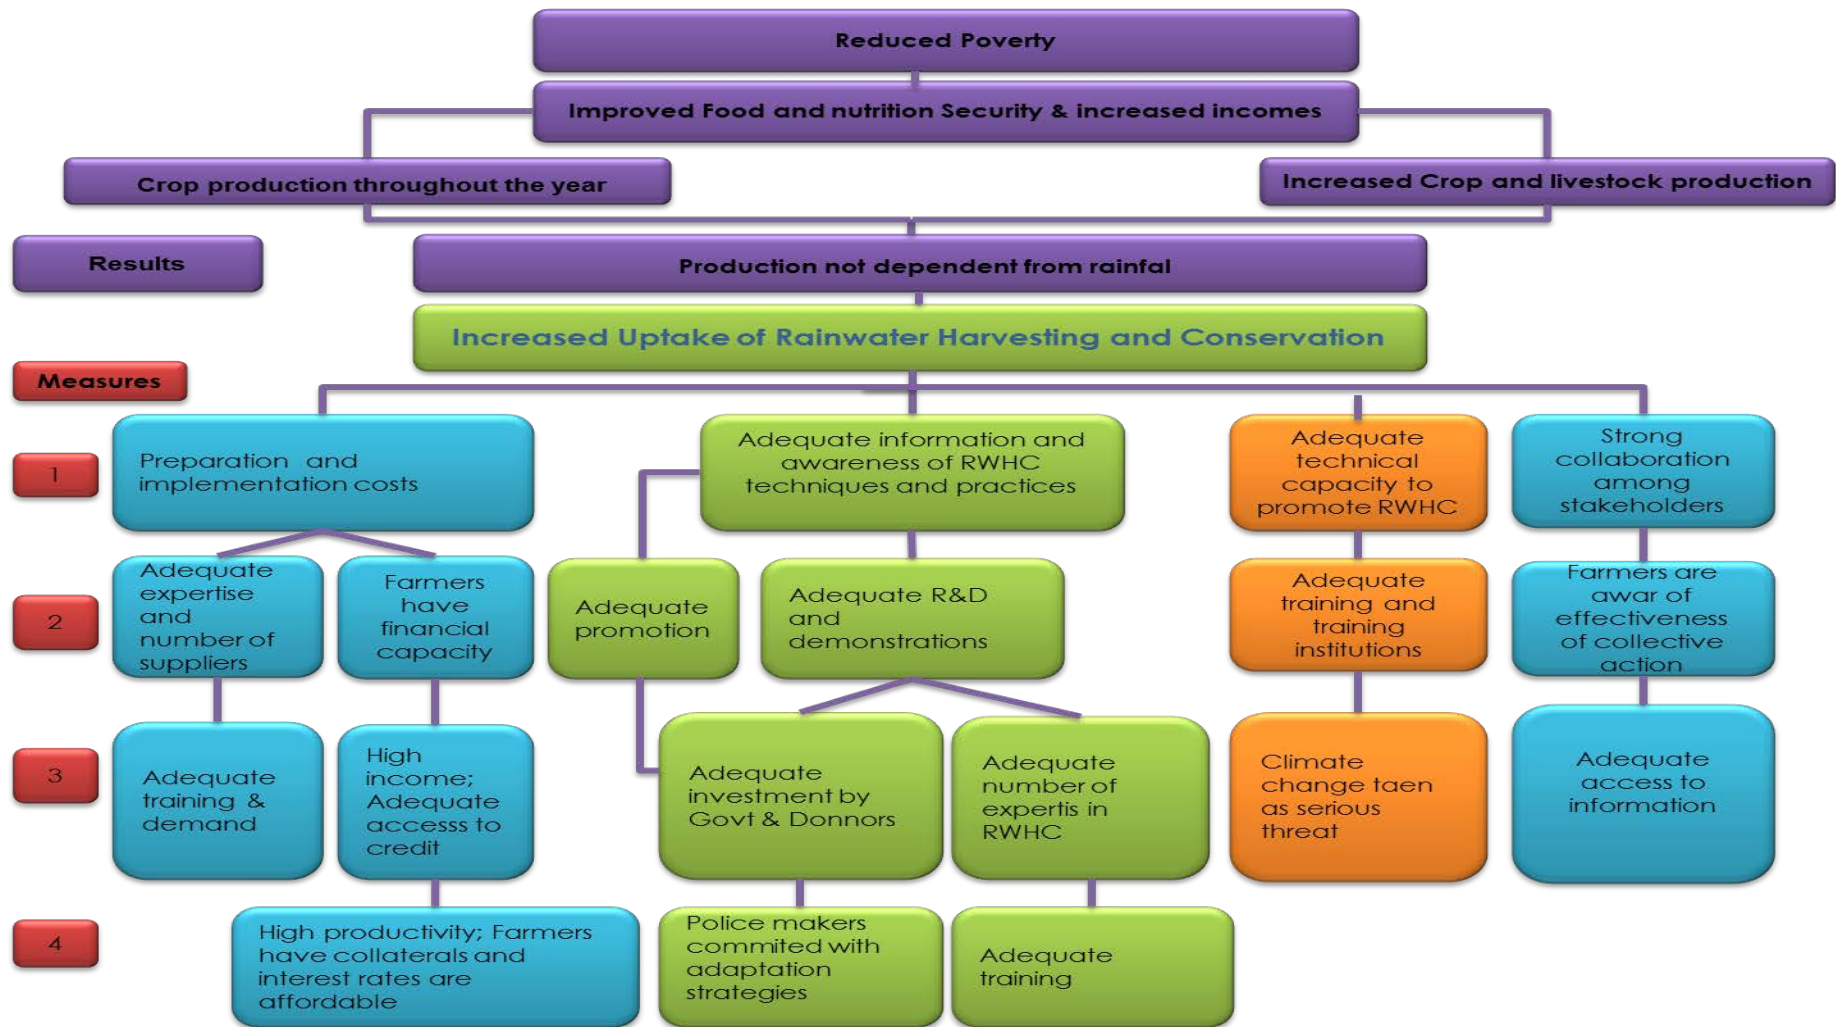 Reduced Poverty
Improved Food and nutrition Security & increased incomes
Crop production throughout the year
Increased Crop and livestock production
Results
Production not dependent from rainfal
Increased Uptake of Rainwater Harvesting and Conservation
Measures
1
Preparation and
implementation costs
Adequate information and
awareness of RWHC
techniques and practices
Adequate
technical
capacity to
promote RWHC
Strong
collaboration
among
stakeholders
2
Adequate
expertise
and
number of
suppliers
Farmers
have
financial
capacity
Adequate
promotion
Adequate R&D
and
demonstrations
Adequate
training and
training
institutions
Farmers are
awar of
effectiveness
of collective
action
3
Adequate
training &
demand
High
income;
Adequate
accesss to
credit
Adequate
investment by
Govt & Donnors
Adequate
number of
expertis in
RWHC
Climate
change taen
as serious
threat
Adequate
access to
information
4
High productivity; Farmers
have collaterals and
interest rates are
affordable
Police makers
commited with
adaptation
strategies
Adequate
training